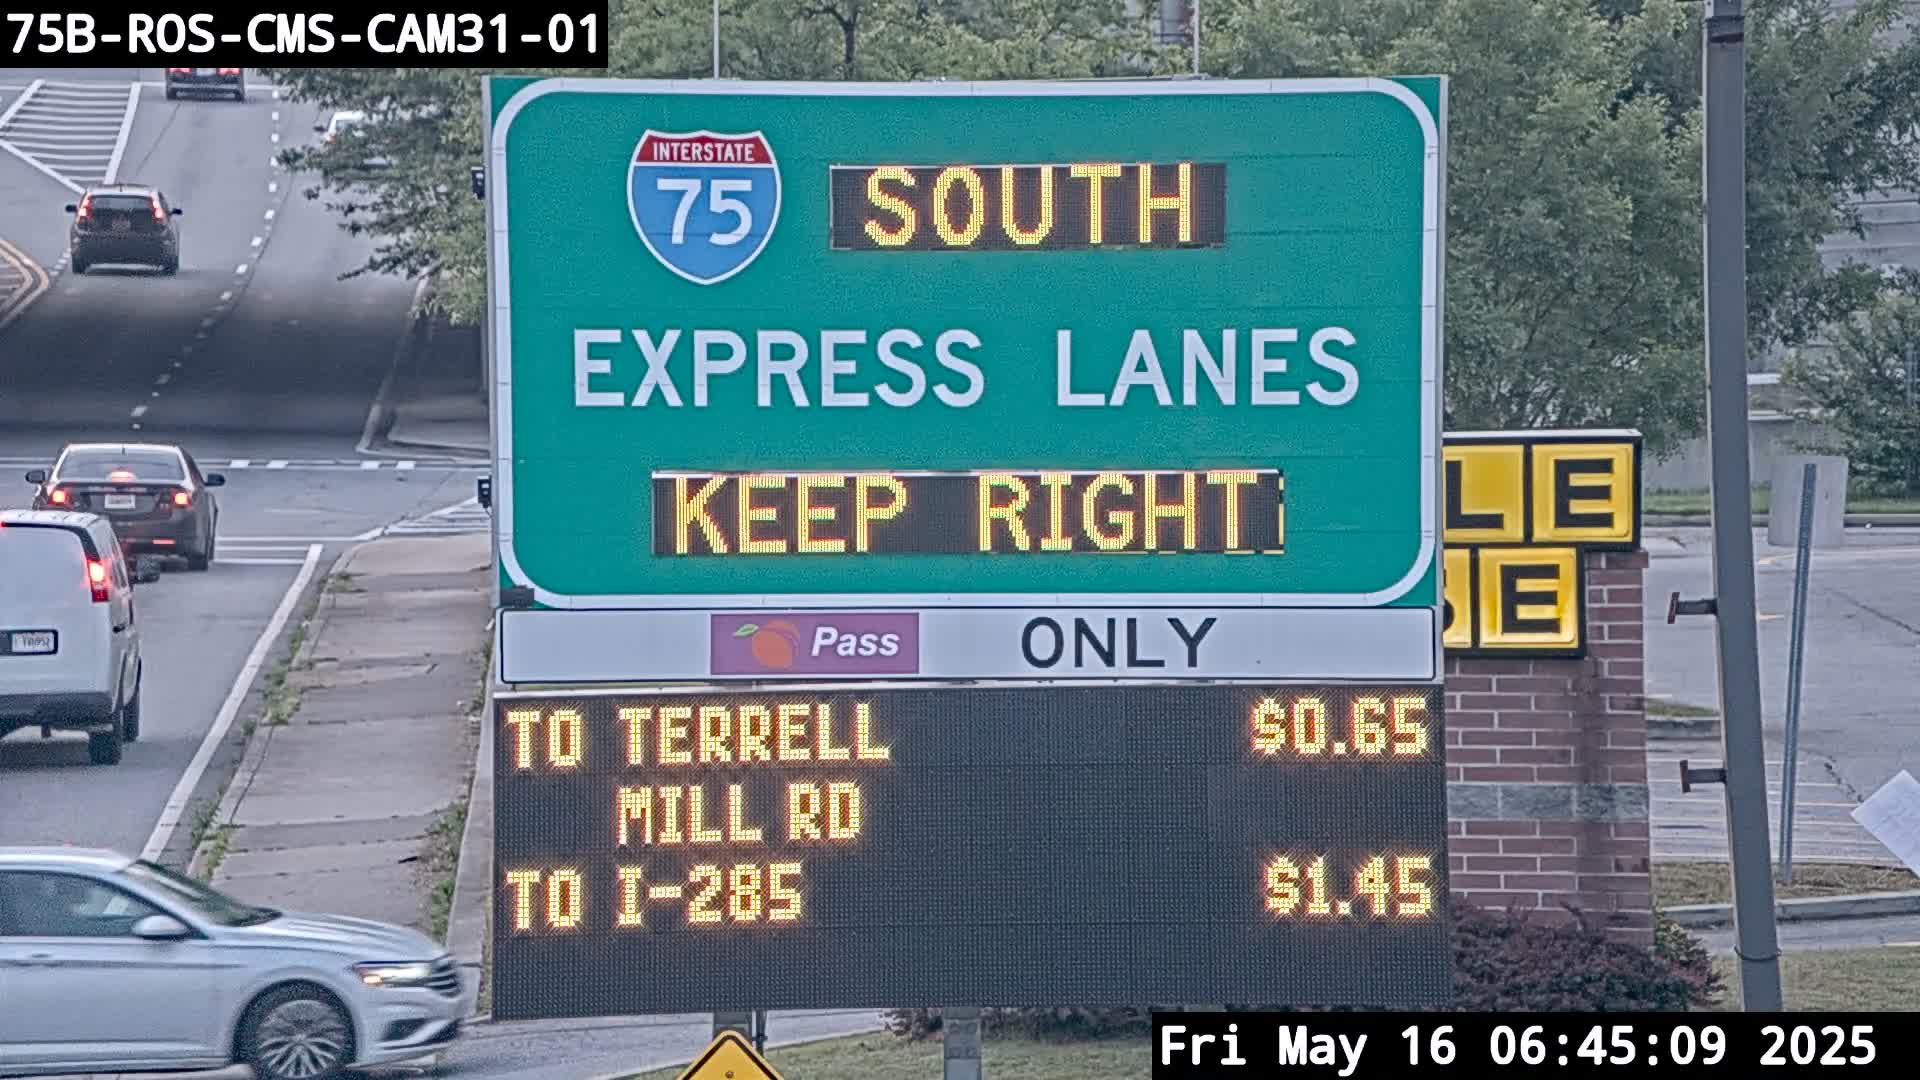 75B-ROS-CMS-CAM31-01
INTERSTATE
75
SOUTH
EXPRESS LANES
KEEP RIGHT
Pass
ONLY
TO TERRELL $0.65
MILL RD
TO I-285 $1.45
LE
E
Fri May 16 06:45:09 2025